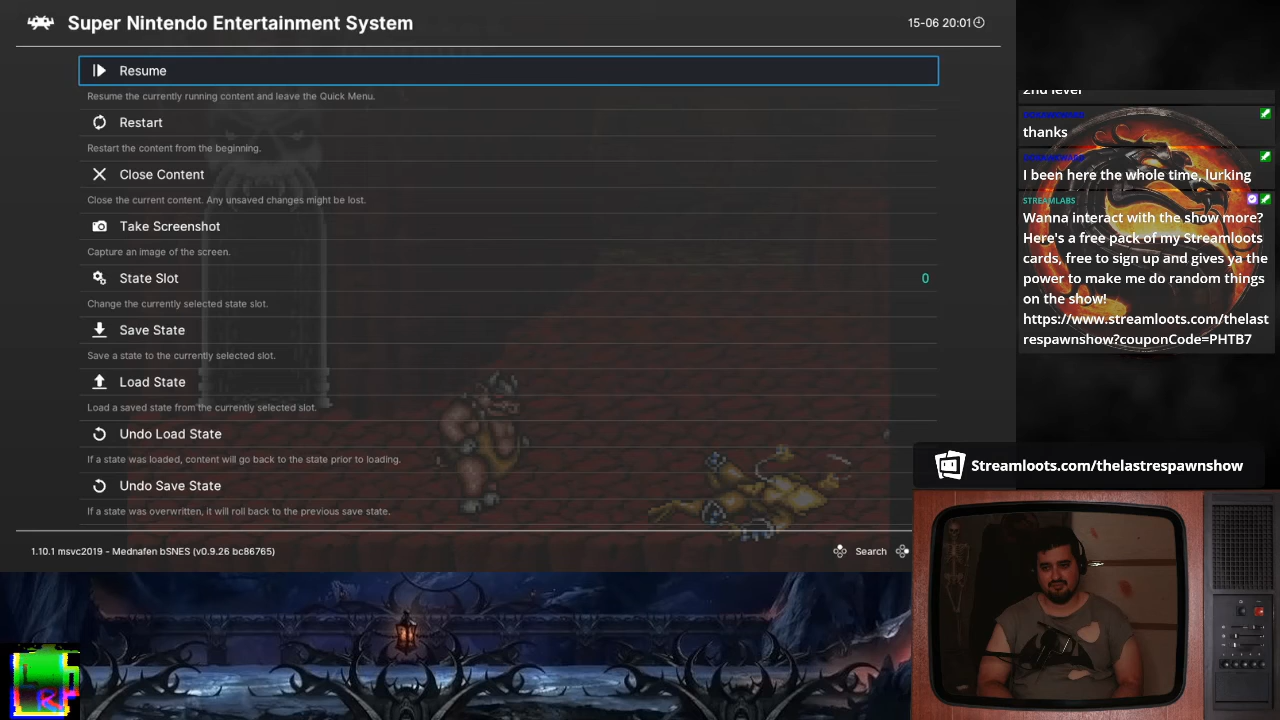 Super Nintendo Entertainment System
15-06 20:01
Resume
Resume the currently running content and leave the Quick Menu.
Restart
Restart the content from the beginning.
Close Content
Close the current content. Any unsaved changes might be lost.
Take Screenshot
Capture an image of the screen.
State Slot 0
Change the currently selected state slot.
Save State
Save a state to the currently selected slot.
Load State
Load a saved state from the currently selected slot.
Undo Load State
If a state was loaded, content will go back to the state prior to loading.
Undo Save State
If a state was overwritten, it will roll back to the previous save state.
1.10.1 msvc2019 - Mednafen bSNES (v0.9.26 bc86765)
Search
2nd level
thanks
I been here the whole time, lurking
STREAMLABS
Wanna interact with the show more?
Here's a free pack of my Streamloots
cards, free to sign up and gives ya the
power to make me do random things
on the show!
https://www.streamloots.com/thelast
respawnshow?couponCode=PHTB7
Streamloots.com/thelastrespawnshow